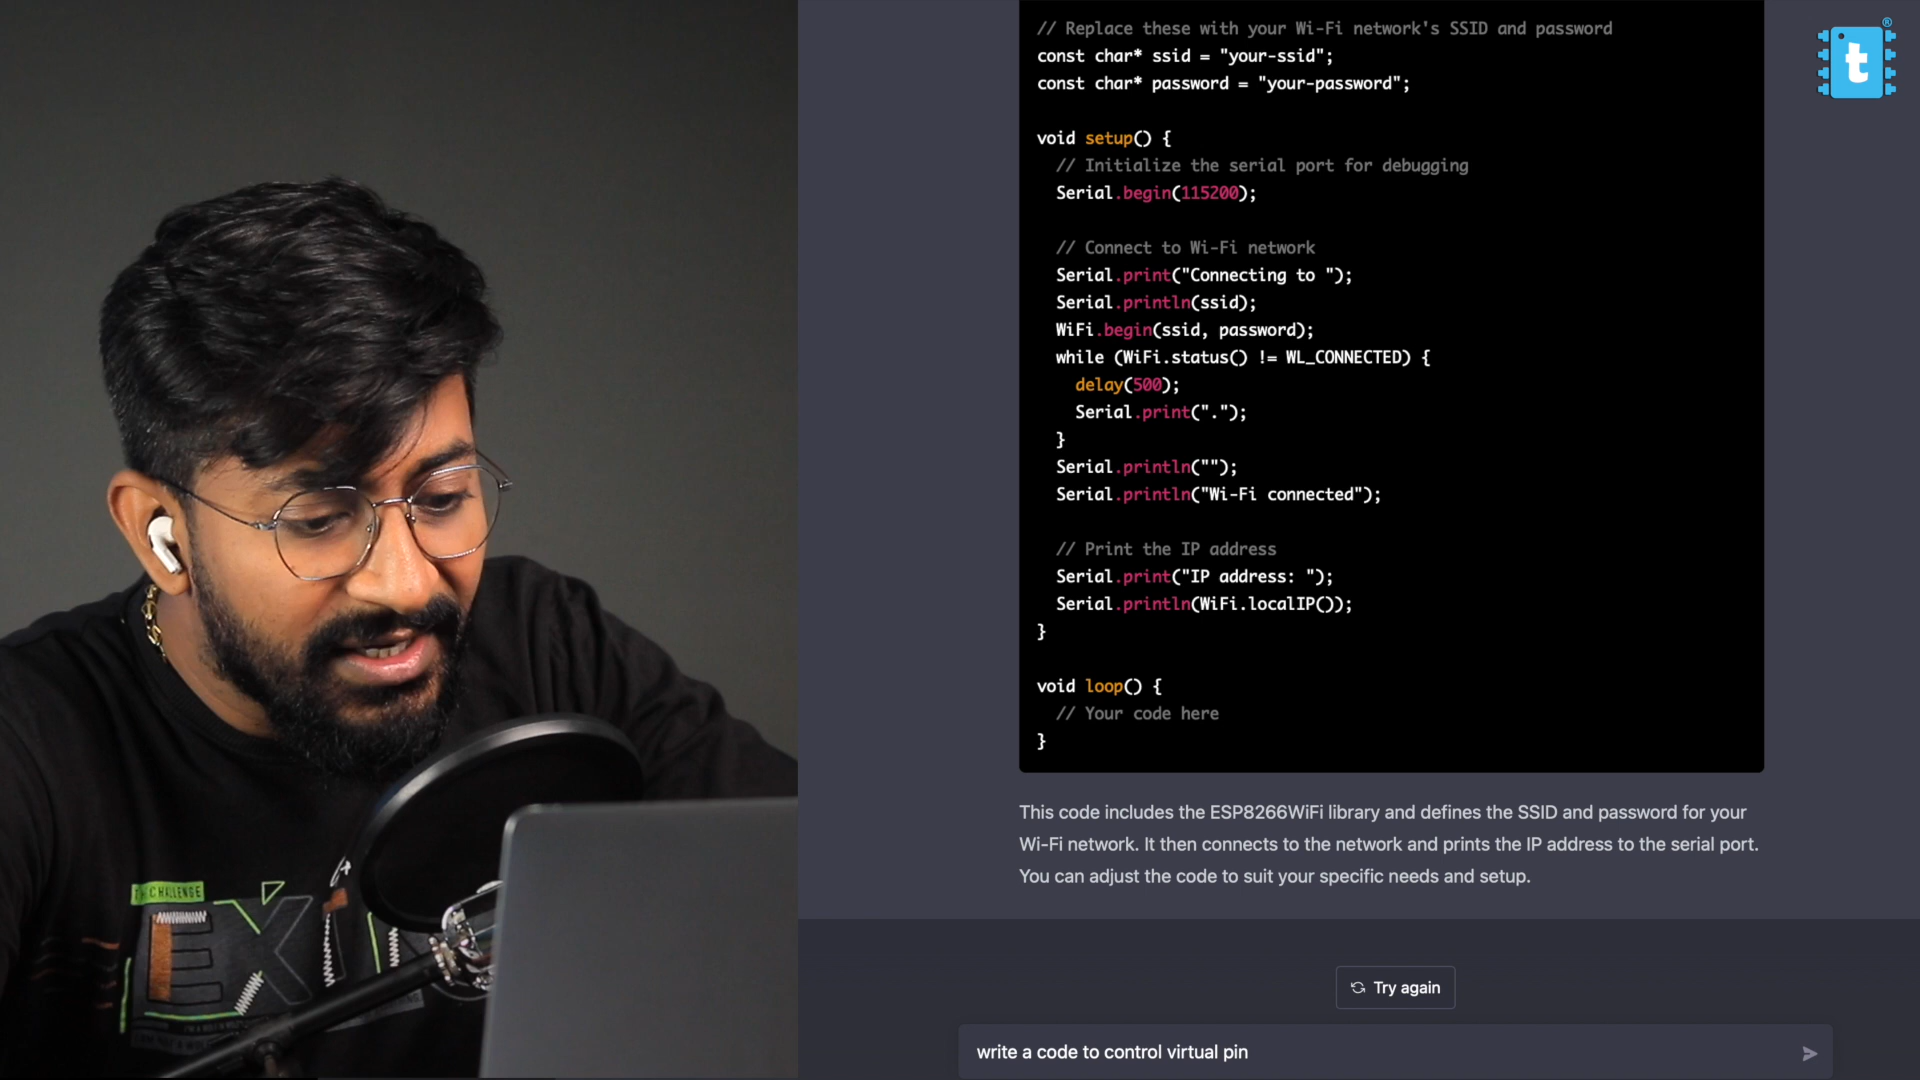 // Replace these with your Wi-Fi network's SSID and password
const char* ssid = "your-ssid";
const char* password = "your-password";
void setup() {
// Initialize the serial port for debugging
Serial.begin(115200);
// Connect to Wi-Fi network
Serial.print("Connecting to ");
Serial.println(ssid);
WiFi.begin(ssid, password);
while (WiFi.status() != WL_CONNECTED) {
delay(500);
Serial.print(".");
}
Serial.println("");
Serial.println("Wi-Fi connected");
// Print the IP address
Serial.print("IP address: ");
Serial.println(WiFi.localIP());
}
void loop() {
// Your code here
}
This code includes the ESP8266WiFi library and defines the SSID and password for your
Wi-Fi network. It then connects to the network and prints the IP address to the serial port.
You can adjust the code to suit your specific needs and setup.
Try again
write a code to control virtual pin
t
®
CHALLENGE